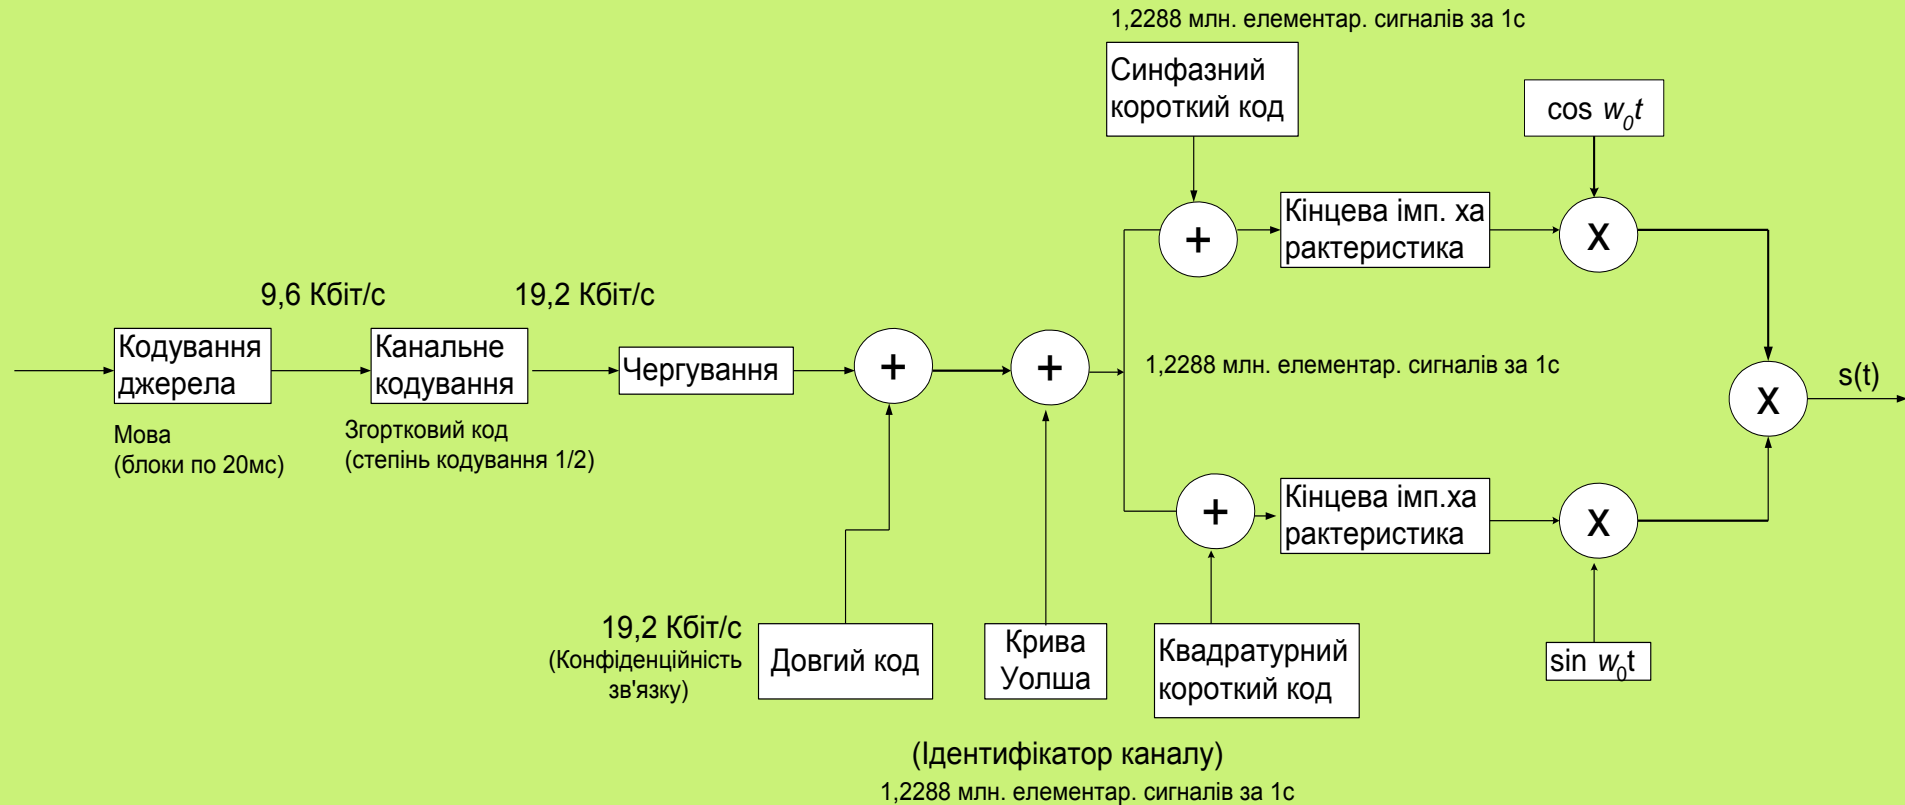 1,2288 млн. елементар. сигналів за 1с
Синфазний
короткий код
cos w₀t
+
Кінцева імп. ха
рактеристика
X
9,6 Кбіт/с
19,2 Кбіт/с
Кодування
джерела
Канальне
кодування
Чергування
+
+
1,2288 млн. елементар. сигналів за 1с
X
s(t)
Мова
(блоки по 20мс)
Згортковий код
(степінь кодування 1/2)
+
Кінцева імп.ха
рактеристика
X
19,2 Кбіт/с
(Конфіденційність
зв'язку)
Довгий код
Крива
Уолша
Квадратурний
короткий код
sin w₀t
(Ідентифікатор каналу)
1,2288 млн. елементар. сигналів за 1с